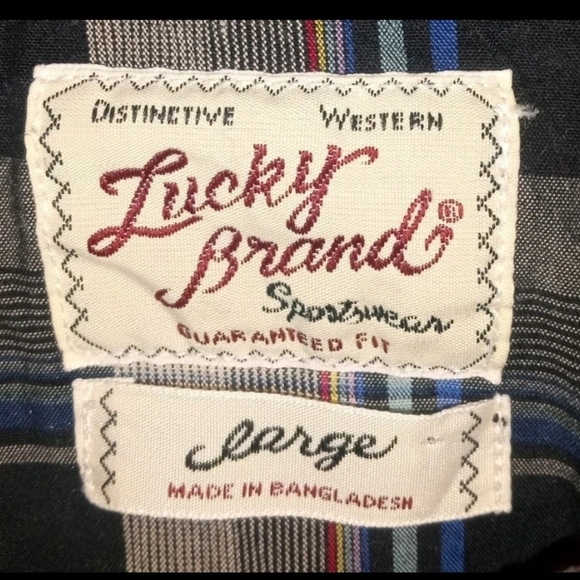 DISTINCTIVE WESTERN
Lucky
Brand®
Sportswear
GUARANTEED FIT
large
MADE IN BANGLADESH